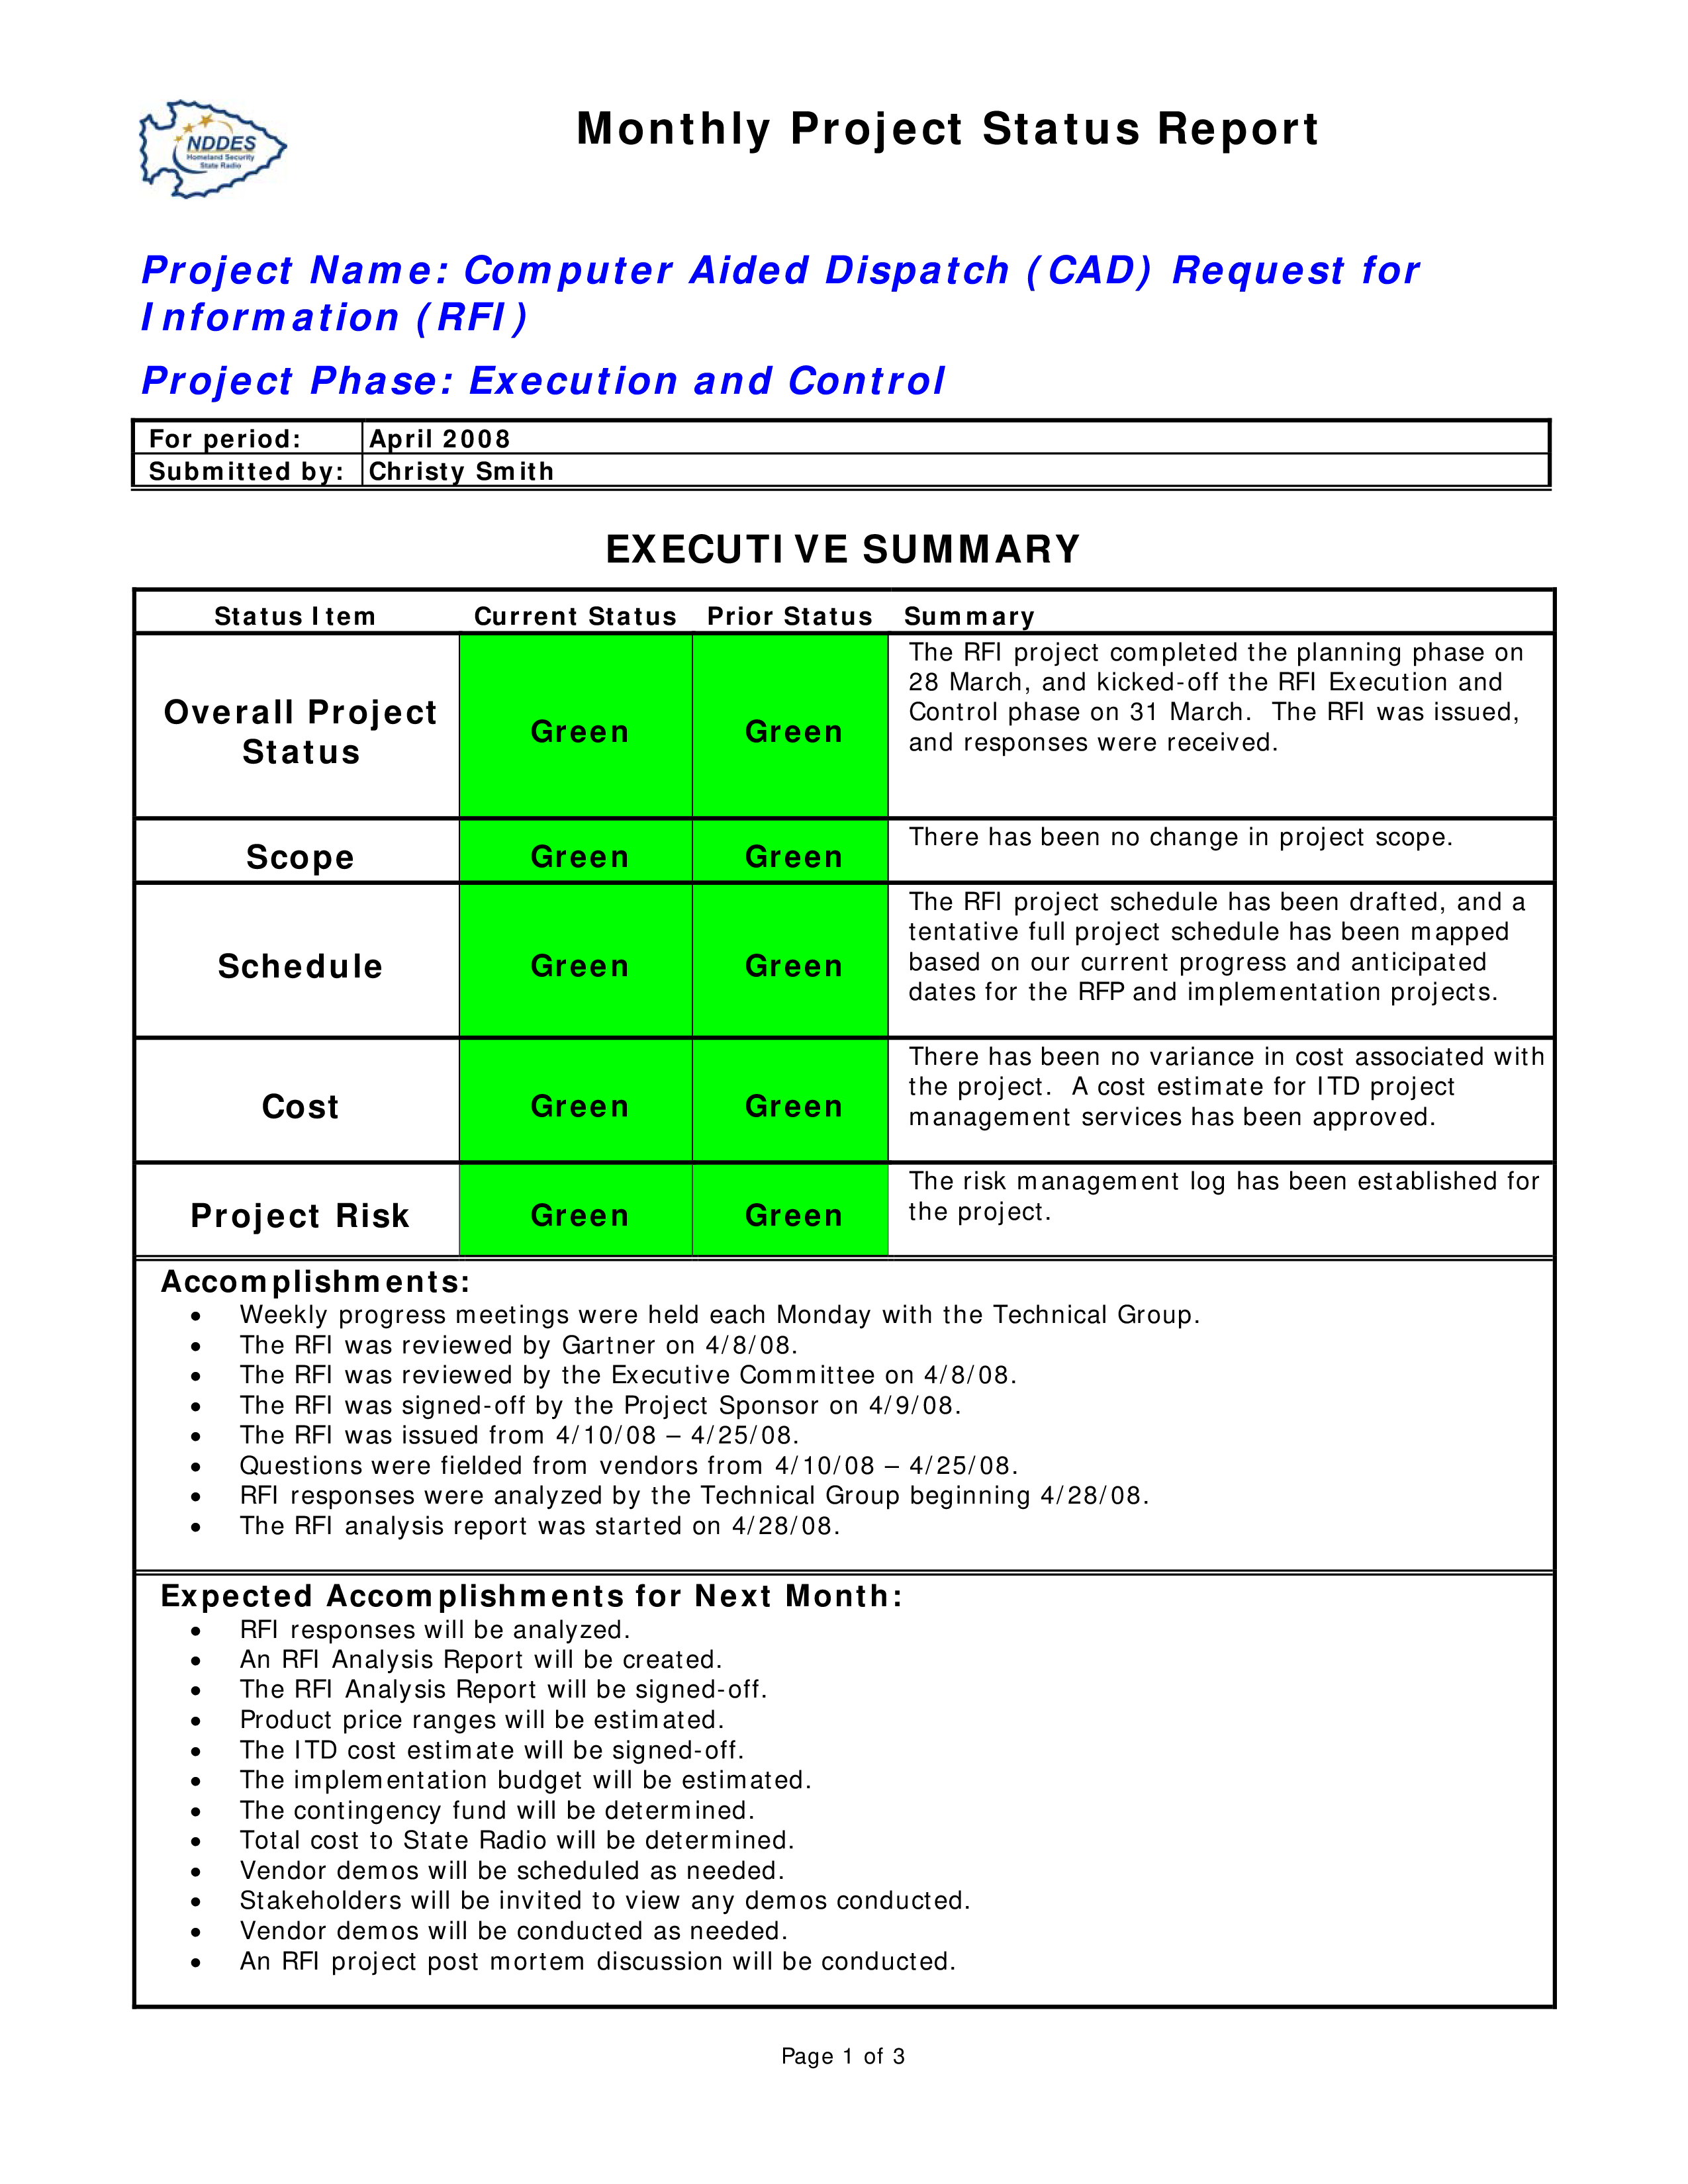 NDDES
Homeland Security
State Radio
Monthly Project Status Report
Project Name: Computer Aided Dispatch (CAD) Request for
Information (RFI)
Project Phase: Execution and Control
For period: April 2008
Submitted by: Christy Smith
EXECUTIVE SUMMARY
Status Item Current Status Prior Status Summary
Overall Project
Status
Green Green
The RFI project completed the planning phase on
28 March, and kicked-off the RFI Execution and
Control phase on 31 March. The RFI was issued,
and responses were received.
Scope Green Green
There has been no change in project scope.
Schedule Green Green
The RFI project schedule has been drafted, and a
tentative full project schedule has been mapped
based on our current progress and anticipated
dates for the RFP and implementation projects.
Cost Green Green
There has been no variance in cost associated with
the project. A cost estimate for ITD project
management services has been approved.
Project Risk Green Green
The risk management log has been established for
the project.
Accomplishments:
• Weekly progress meetings were held each Monday with the Technical Group.
• The RFI was reviewed by Gartner on 4/8/08.
• The RFI was reviewed by the Executive Committee on 4/8/08.
• The RFI was signed-off by the Project Sponsor on 4/9/08.
• The RFI was issued from 4/10/08 – 4/25/08.
• Questions were fielded from vendors from 4/10/08 – 4/25/08.
• RFI responses were analyzed by the Technical Group beginning 4/28/08.
• The RFI analysis report was started on 4/28/08.
Expected Accomplishments for Next Month:
• RFI responses will be analyzed.
• An RFI Analysis Report will be created.
• The RFI Analysis Report will be signed-off.
• Product price ranges will be estimated.
• The ITD cost estimate will be signed-off.
• The implementation budget will be estimated.
• The contingency fund will be determined.
• Total cost to State Radio will be determined.
• Vendor demos will be scheduled as needed.
• Stakeholders will be invited to view any demos conducted.
• Vendor demos will be conducted as needed.
• An RFI project post mortem discussion will be conducted.
Page 1 of 3